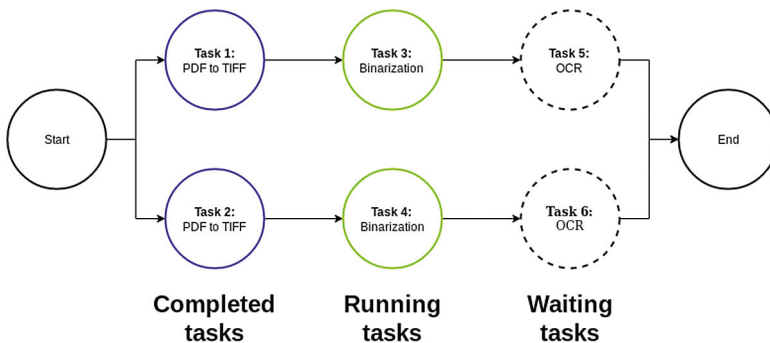 Start
Task 1:
PDF to TIFF
Task 3:
Binarization
Task 5:
OCR
Task 2:
PDF to TIFF
Task 4:
Binarization
Task 6:
OCR
End
Completed
tasks
Running
tasks
Waiting
tasks